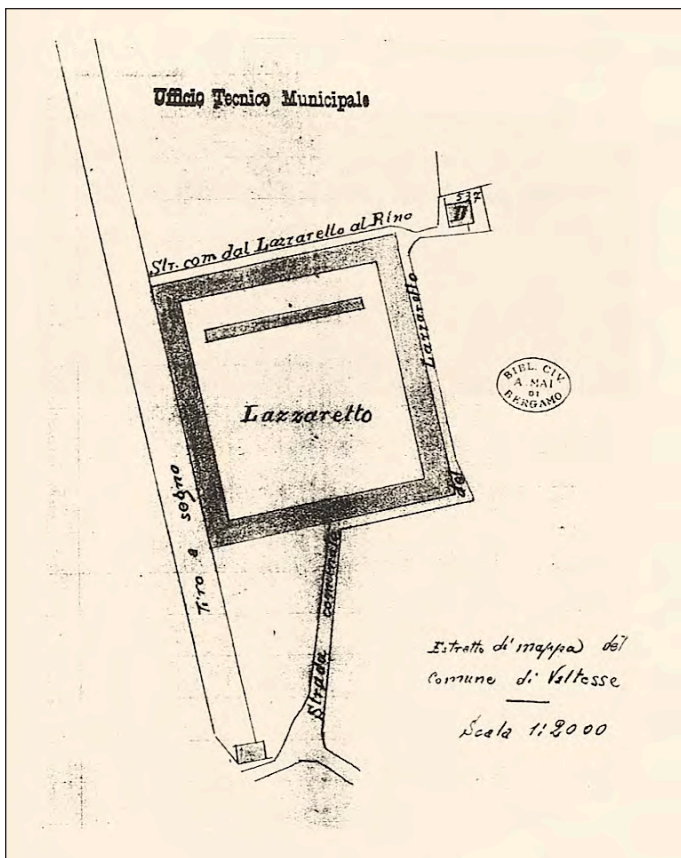 Ufficio Tecnico Municipale
537
D
Str. com. dal Lazzaretto al Rino
Lazzaretto
del
Strada comunale
Lazzaretto
Tiro a segno
BIBL. CIV.
A. MAI
DI
BERGAMO
Estratto di mappa del
Comune di Valtesse
Scala 1:2000